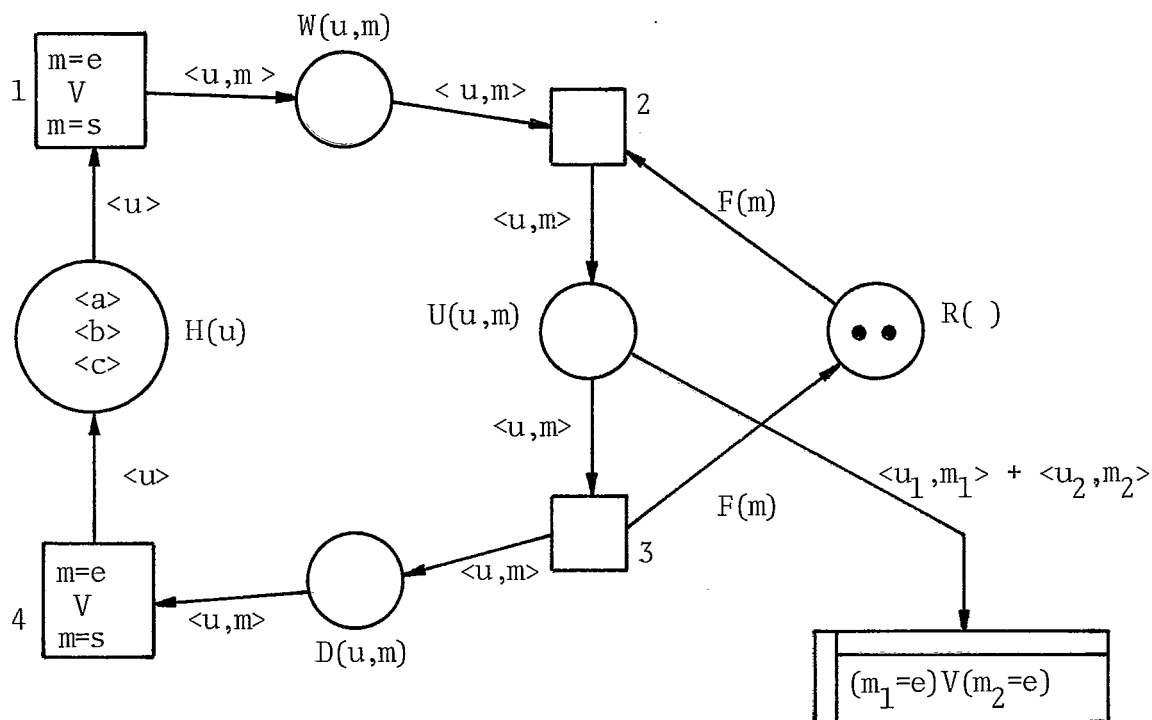 W(u,m)
1
m=e
V
m=s
<u,m >
< u,m>
2
<u>
F(m)
<u,m>
<a>
<b>
<c>
H(u)
U(u,m)
R( )
<u,m>
<u>
<u₁,m₁> + <u₂,m₂>
F(m)
3
<u,m>
4
m=e
V
m=s
<u,m>
D(u,m)
(m₁=e)V(m₂=e)